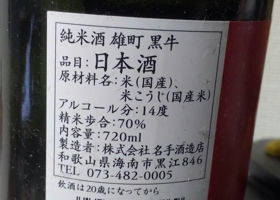 純米酒 雄町 黒牛
品目：日本酒
原材料名：米（国産）、
米こうじ（国産米）
アルコール分：14度
精米歩合：70％
内容量：720ml
製造者：株式会社名手酒造店
和歌山県海南市黒江846
TEL 073-482-0005
飲酒は20歳になってから